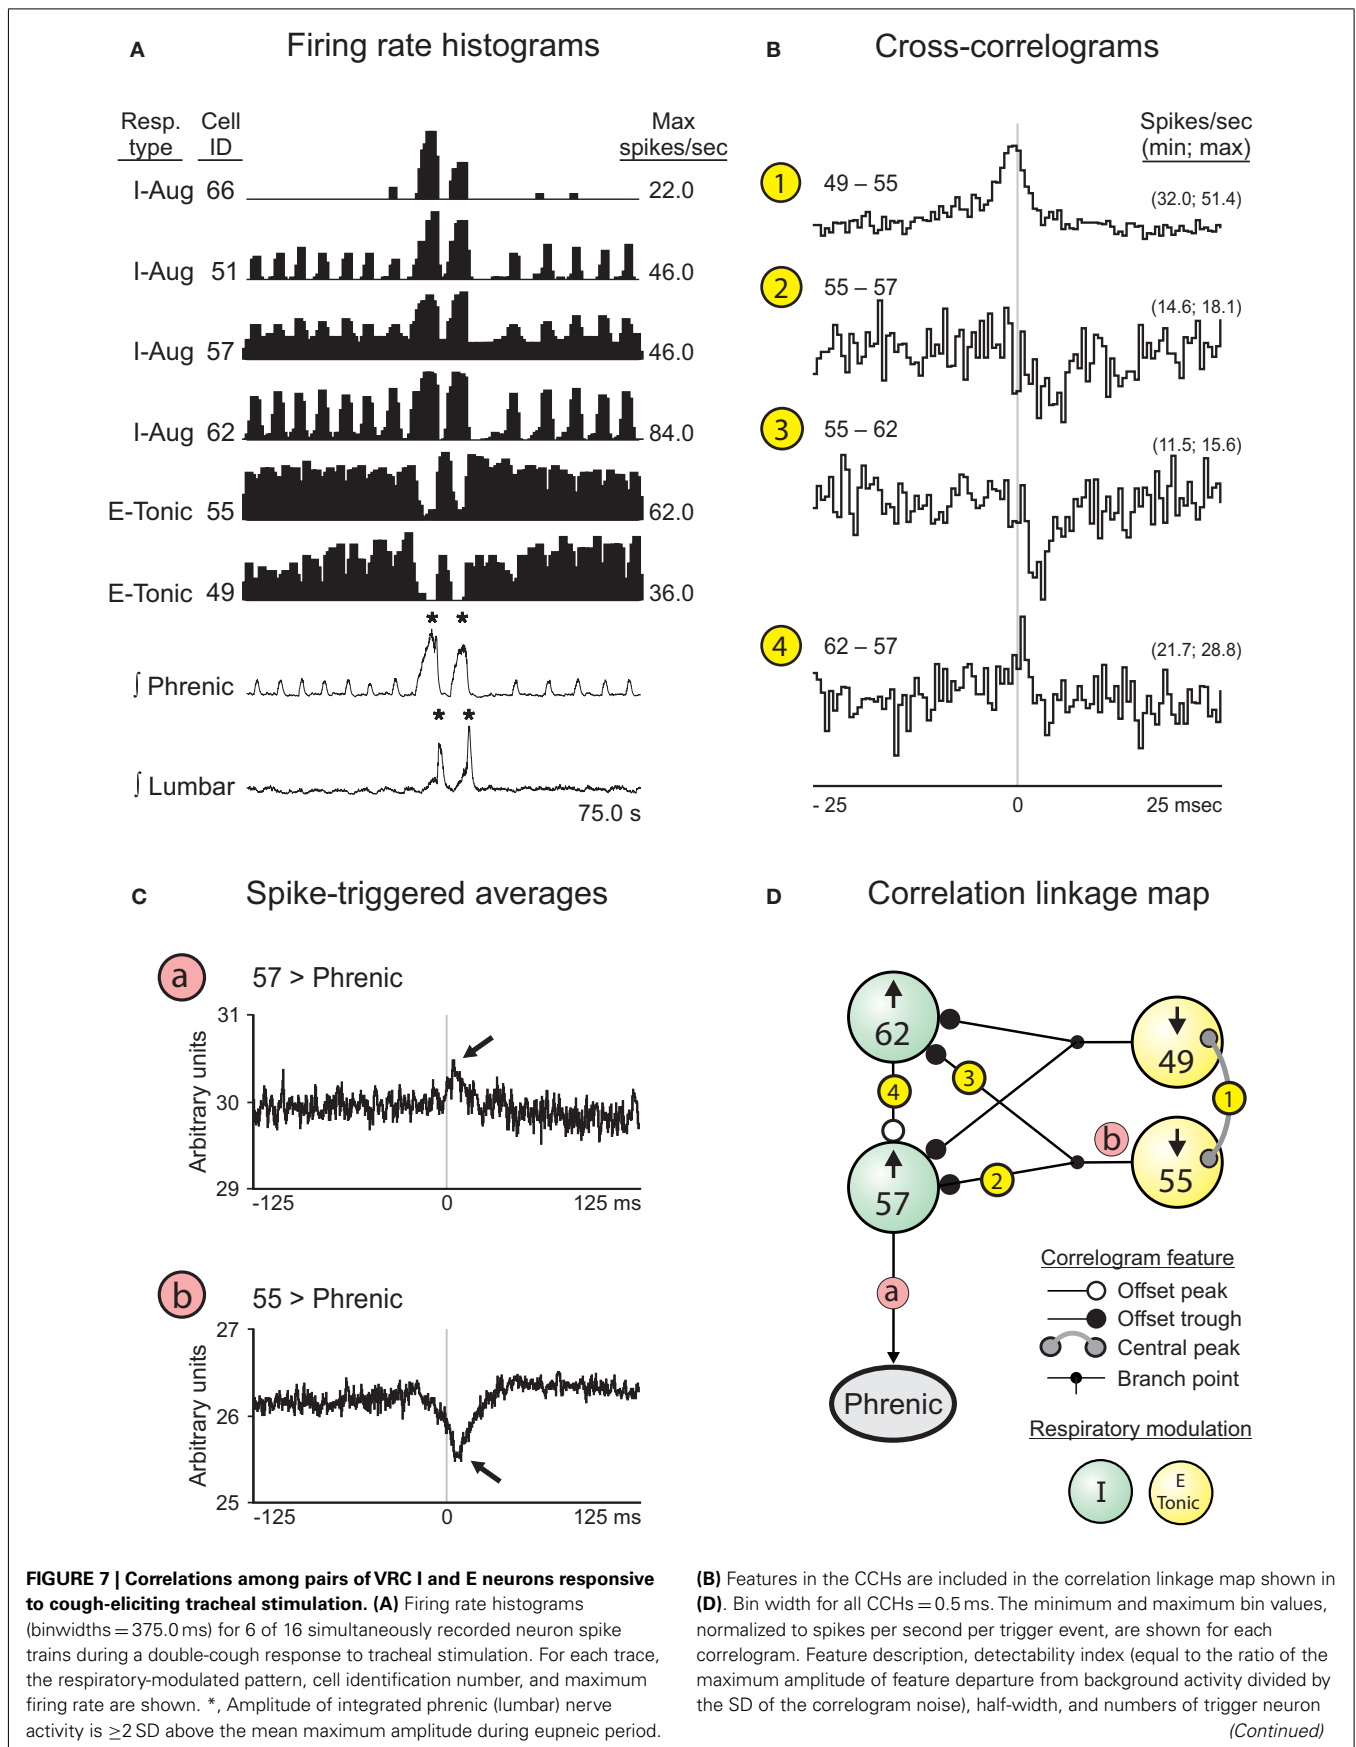 A Firing rate histograms
Resp. type Cell ID Max spikes/sec
I-Aug 66 22.0
I-Aug 51 46.0
I-Aug 57 46.0
I-Aug 62 84.0
E-Tonic 55 62.0
E-Tonic 49 36.0
* *
∫ Phrenic
* *
∫ Lumbar
75.0 s
B Cross-correlograms
Spikes/sec
(min; max)
1 49 – 55 (32.0; 51.4)
2 55 – 57 (14.6; 18.1)
3 55 – 62 (11.5; 15.6)
4 62 – 57 (21.7; 28.8)
- 25 0 25 msec
C Spike-triggered averages
a 57 > Phrenic
31
30
29
Arbitrary units
-125 0 125 ms
b 55 > Phrenic
27
26
25
Arbitrary units
-125 0 125 ms
D Correlation linkage map
62
49
4
3
1
b
57
2
55
a
Phrenic
Correlogram feature
Offset peak
Offset trough
Central peak
Branch point
Respiratory modulation
I
E
Tonic
FIGURE 7 | Correlations among pairs of VRC I and E neurons responsive
to cough-eliciting tracheal stimulation. (A) Firing rate histograms
(binwidths = 375.0 ms) for 6 of 16 simultaneously recorded neuron spike
trains during a double-cough response to tracheal stimulation. For each trace,
the respiratory-modulated pattern, cell identification number, and maximum
firing rate are shown. *, Amplitude of integrated phrenic (lumbar) nerve
activity is ≥2 SD above the mean maximum amplitude during eupneic period.
(B) Features in the CCHs are included in the correlation linkage map shown in
(D). Bin width for all CCHs = 0.5 ms. The minimum and maximum bin values,
normalized to spikes per second per trigger event, are shown for each
correlogram. Feature description, detectability index (equal to the ratio of the
maximum amplitude of feature departure from background activity divided by
the SD of the correlogram noise), half-width, and numbers of trigger neuron
(Continued)